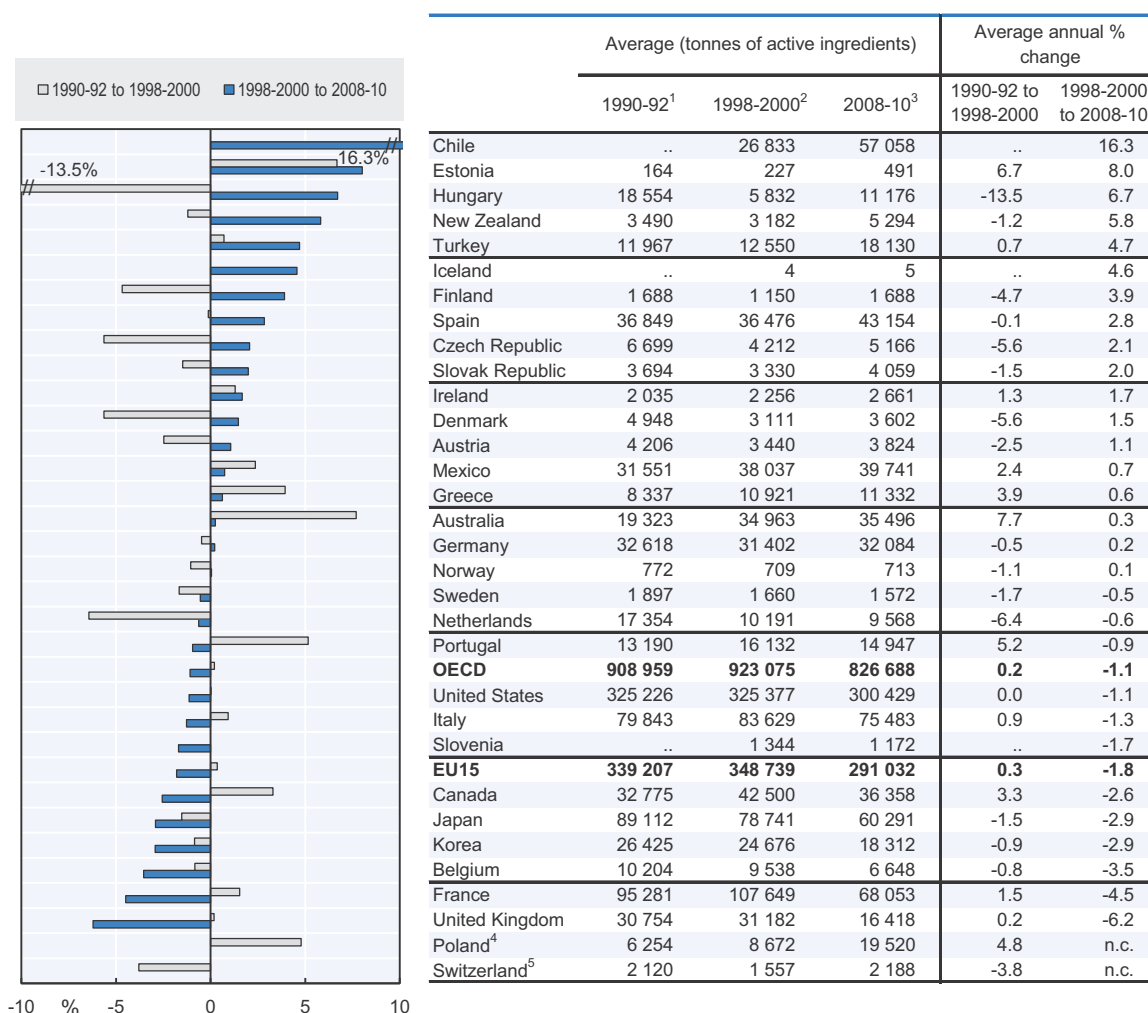 □ 1990-92 to 1998-2000 ■ 1998-2000 to 2008-10
-13.5%
16.3%
-10 % -5 0 5 10
Average (tonnes of active ingredients) Average annual % change
1990-92¹ 1998-2000² 2008-10³ 1990-92 to 1998-2000 1998-2000 to 2008-10
Chile .. 26 833 57 058 .. 16.3
Estonia 164 227 491 6.7 8.0
Hungary 18 554 5 832 11 176 -13.5 6.7
New Zealand 3 490 3 182 5 294 -1.2 5.8
Turkey 11 967 12 550 18 130 0.7 4.7
Iceland .. 4 5 .. 4.6
Finland 1 688 1 150 1 688 -4.7 3.9
Spain 36 849 36 476 43 154 -0.1 2.8
Czech Republic 6 699 4 212 5 166 -5.6 2.1
Slovak Republic 3 694 3 330 4 059 -1.5 2.0
Ireland 2 035 2 256 2 661 1.3 1.7
Denmark 4 948 3 111 3 602 -5.6 1.5
Austria 4 206 3 440 3 824 -2.5 1.1
Mexico 31 551 38 037 39 741 2.4 0.7
Greece 8 337 10 921 11 332 3.9 0.6
Australia 19 323 34 963 35 496 7.7 0.3
Germany 32 618 31 402 32 084 -0.5 0.2
Norway 772 709 713 -1.1 0.1
Sweden 1 897 1 660 1 572 -1.7 -0.5
Netherlands 17 354 10 191 9 568 -6.4 -0.6
Portugal 13 190 16 132 14 947 5.2 -0.9
OECD 908 959 923 075 826 688 0.2 -1.1
United States 325 226 325 377 300 429 0.0 -1.1
Italy 79 843 83 629 75 483 0.9 -1.3
Slovenia .. 1 344 1 172 .. -1.7
EU15 339 207 348 739 291 032 0.3 -1.8
Canada 32 775 42 500 36 358 3.3 -2.6
Japan 89 112 78 741 60 291 -1.5 -2.9
Korea 26 425 24 676 18 312 -0.9 -2.9
Belgium 10 204 9 538 6 648 -0.8 -3.5
France 95 281 107 649 68 053 1.5 -4.5
United Kingdom 30 754 31 182 16 418 0.2 -6.2
Poland⁴ 6 254 8 672 19 520 4.8 n.c.
Switzerland⁵ 2 120 1 557 2 188 -3.8 n.c.